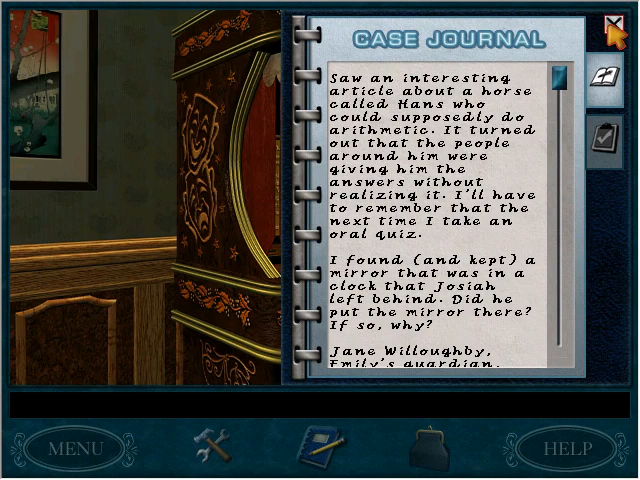 CASE JOURNAL
Saw an interesting
article about a horse
called Hans who
could supposedly do
arithmetic. It turned
out that the people
around him were
giving him the
answers without
realizing it. I'll have
to remember that the
next time I take an
oral quiz.
I found (and kept) a
mirror that was in a
clock that Josiah
left behind. Did he
put the mirror there?
If so, why?
Jane Willoughby,
Emily's guardian,
MENU
HELP